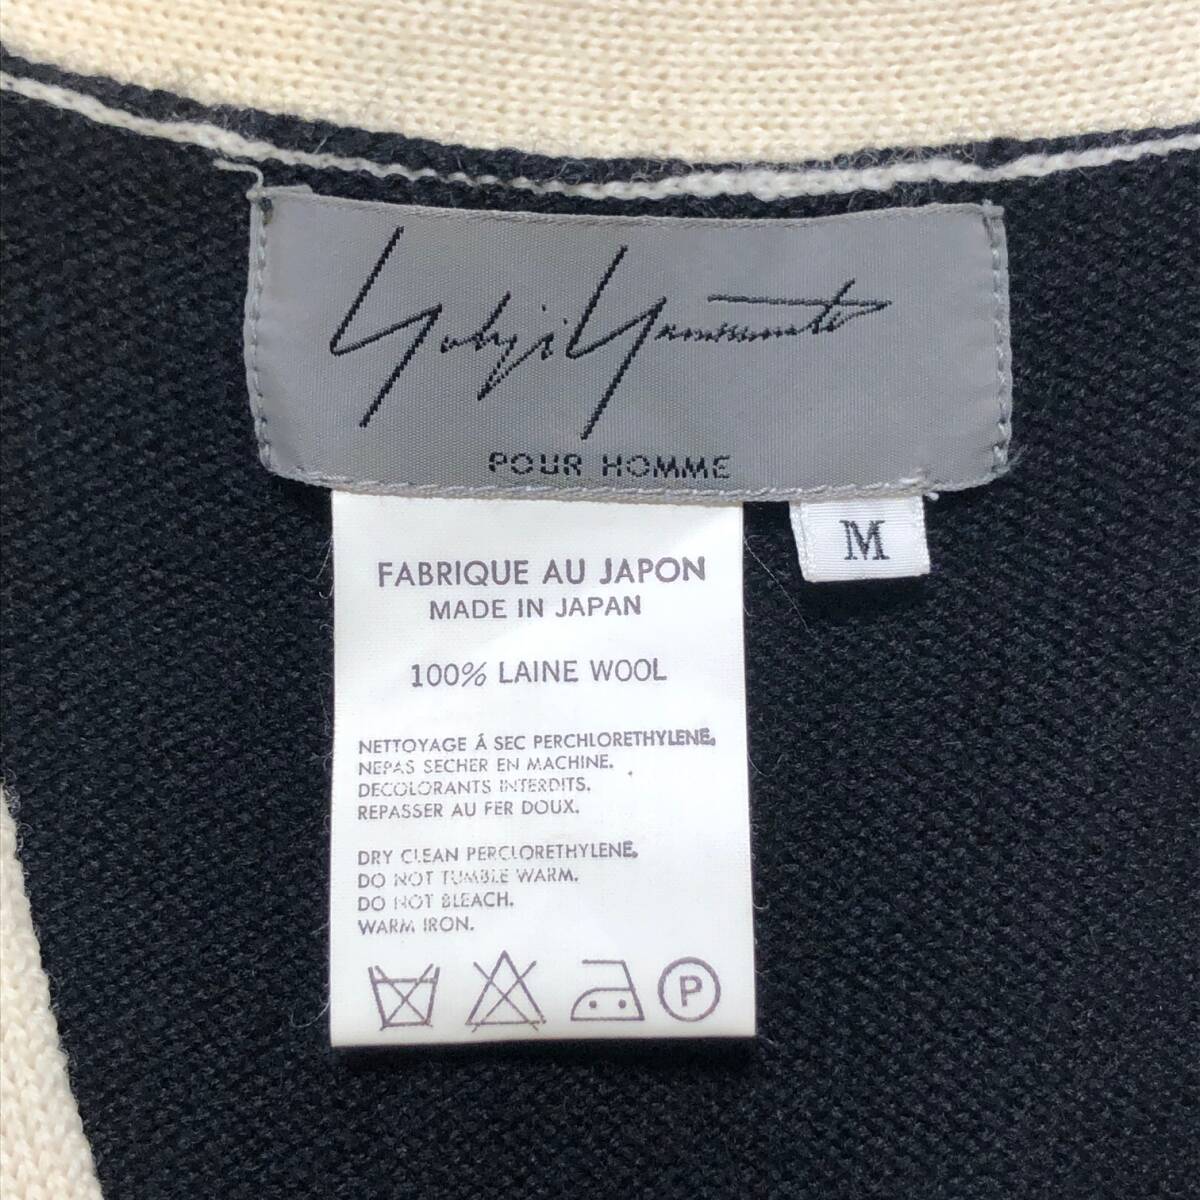 Yohji Yamamoto
POUR HOMME
M
FABRIQUE AU JAPON
MADE IN JAPAN
100% LAINE WOOL
NETTOYAGE Á SEC PERCHLORETHYLENE.
NEPAS SECHER EN MACHINE.
DECOLORANTS INTERDITS.
REPASSER AU FER DOUX.
DRY CLEAN PERCLORETHYLENE.
DO NOT TUMBLE WARM.
DO NOT BLEACH.
WARM IRON.
P